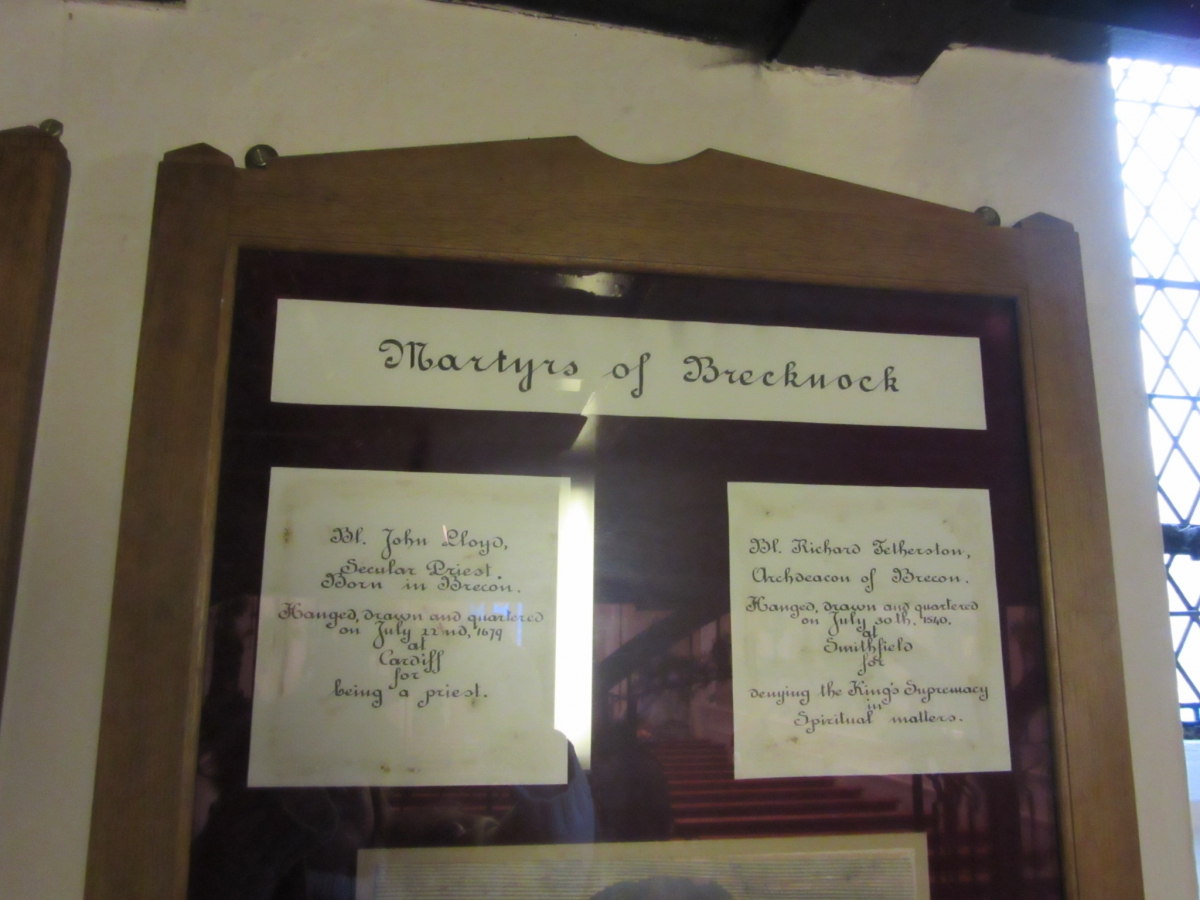 Martyrs of Brecknock
Bl. John Lloyd,
Secular Priest.
Born in Brecon.
Hanged, drawn and quartered
on July 22nd, 1679
at
Cardiff
for
being a priest.
Bl. Richard Fetherston,
Archdeacon of Brecon.
Hanged, drawn and quartered
on July 30th. 1540.
at
Smithfield
for
denying the King's Supremacy
in
Spiritual matters.